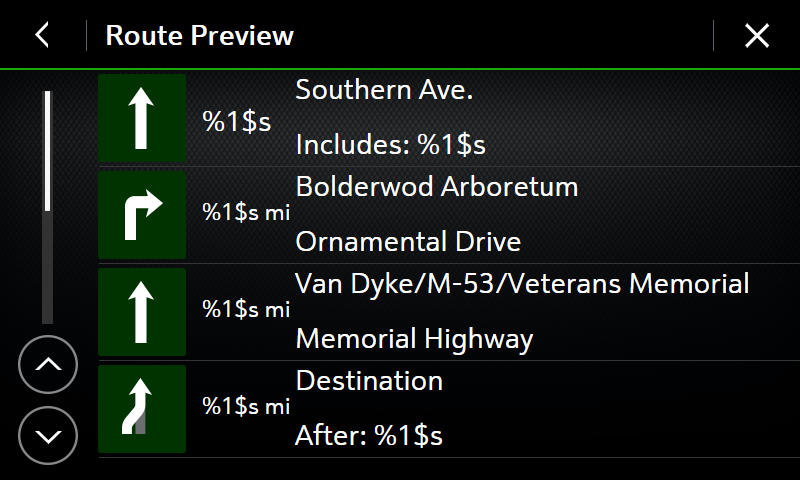 Route Preview
%1$s
Southern Ave.
Includes: %1$s
%1$s mi
Bolderwod Arboretum
Ornamental Drive
%1$s mi
Van Dyke/M-53/Veterans Memorial
Memorial Highway
%1$s mi
Destination
After: %1$s